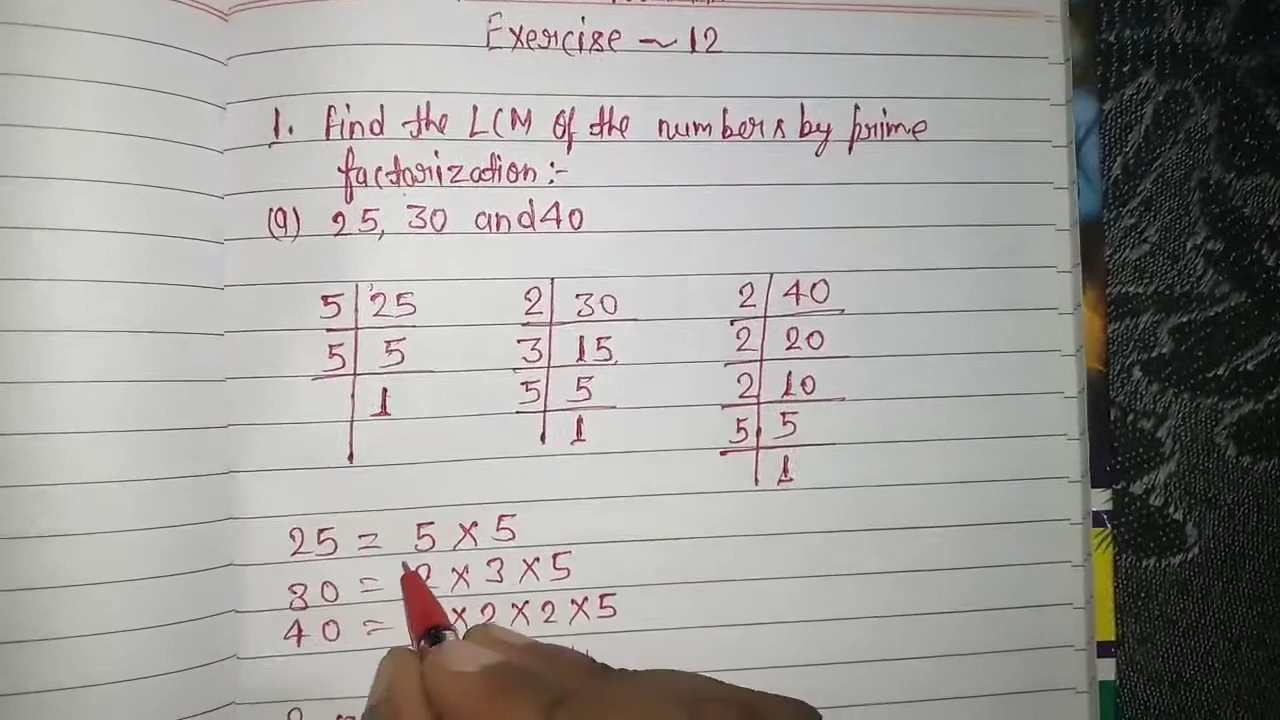 Exercise ~ 12
1. Find the LCM of the numbers by prime
factorization :-
(a) 25, 30 and 40
5 25
5 5
1
2 30
3 15
5 5
1
2 40
2 20
2 10
5 5
1
25 = 5 × 5
30 = 2 × 3 × 5
40 = × 2 × 2 × 5